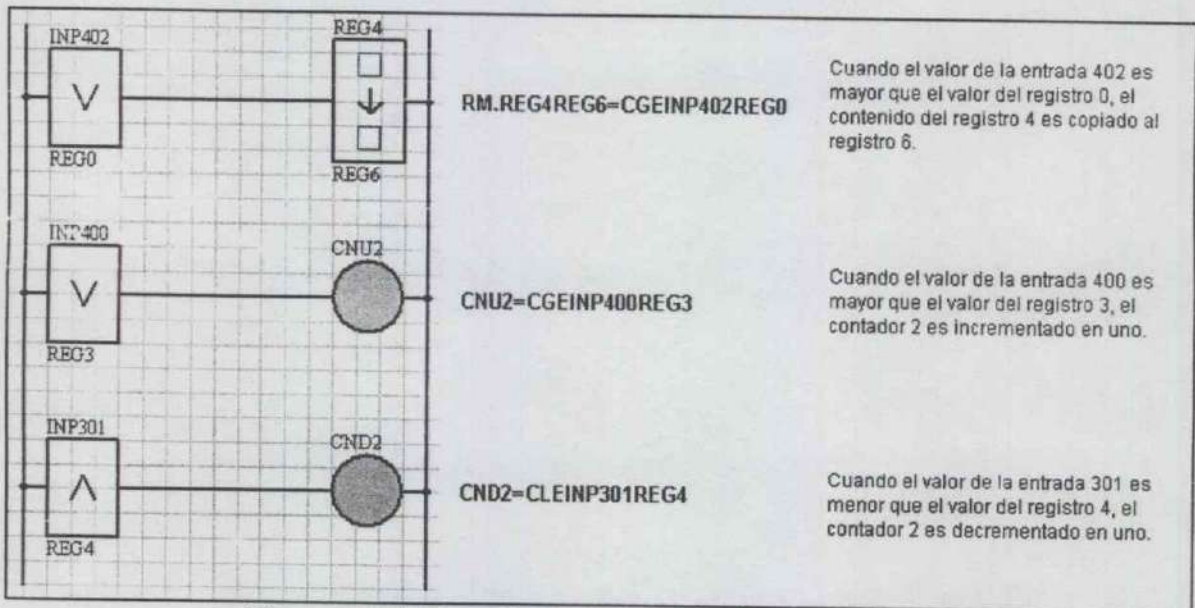 INP402
REG4
REG0
REG6
RM.REG4REG6=CGEINP402REG0
Cuando el valor de la entrada 402 es
mayor que el valor del registro 0, el
contenido del registro 4 es copiado al
registro 6.
INP400
CNU2
REG3
CNU2=CGEINP400REG3
Cuando el valor de la entrada 400 es
mayor que el valor del registro 3, el
contador 2 es incrementado en uno.
INP301
CND2
REG4
CND2=CLEINP301REG4
Cuando el valor de la entrada 301 es
menor que el valor del registro 4, el
contador 2 es decrementado en uno.